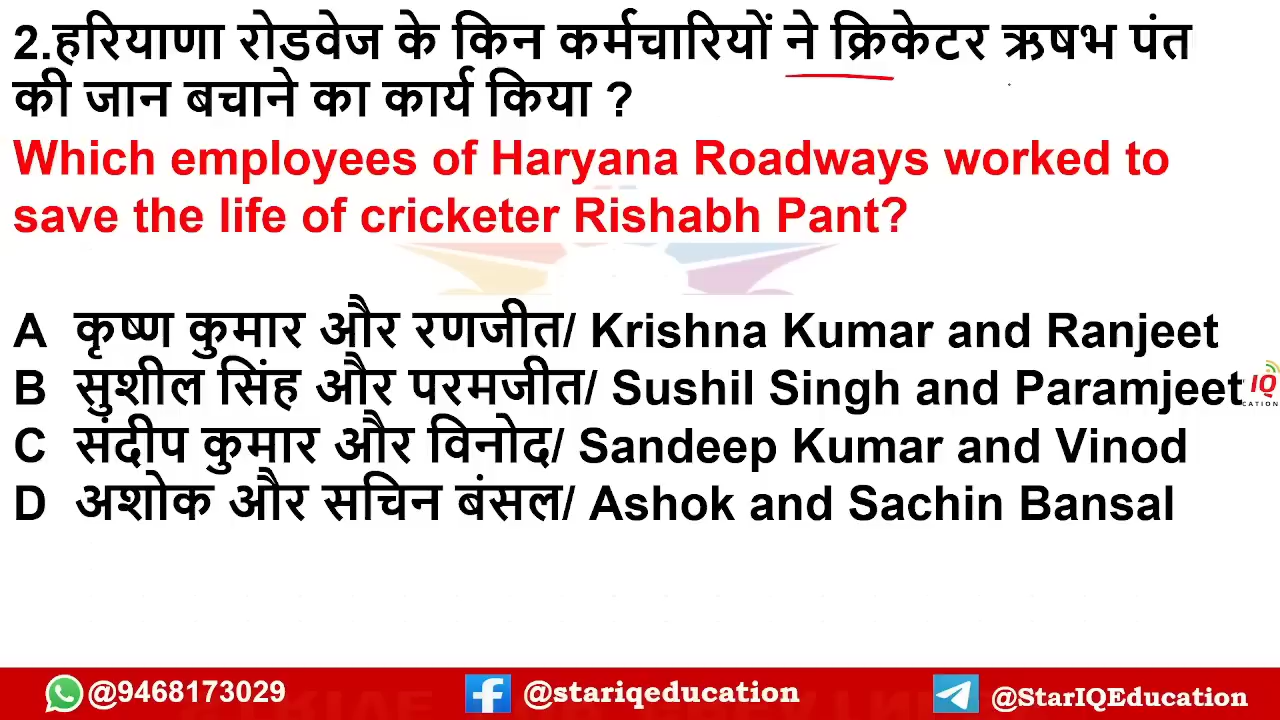 2.हरियाणा रोडवेज के किन कर्मचारियों ने क्रिकेटर ऋषभ पंत
की जान बचाने का कार्य किया ?
Which employees of Haryana Roadways worked to
save the life of cricketer Rishabh Pant?
A कृष्ण कुमार और रणजीत/ Krishna Kumar and Ranjeet
B सुशील सिंह और परमजीत/ Sushil Singh and Paramjeet
IQ
CATION
C संदीप कुमार और विनोद/ Sandeep Kumar and Vinod
D अशोक और सचिन बंसल/ Ashok and Sachin Bansal
@9468173029 @stariqeducation @StarIQEducation